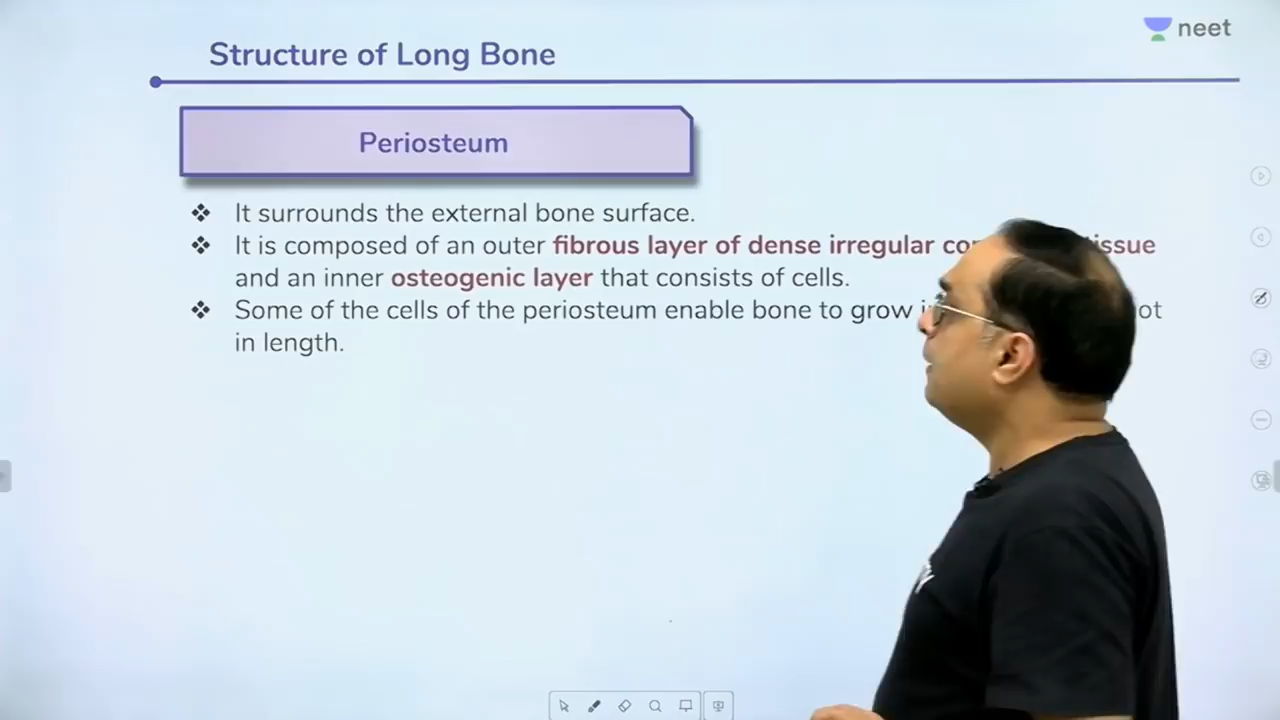 neet
Structure of Long Bone
Periosteum
❖ It surrounds the external bone surface.
❖ It is composed of an outer fibrous layer of dense irregular
and an inner osteogenic layer that consists of cells.
❖ Some of the cells of the periosteum enable bone to grow
in length.